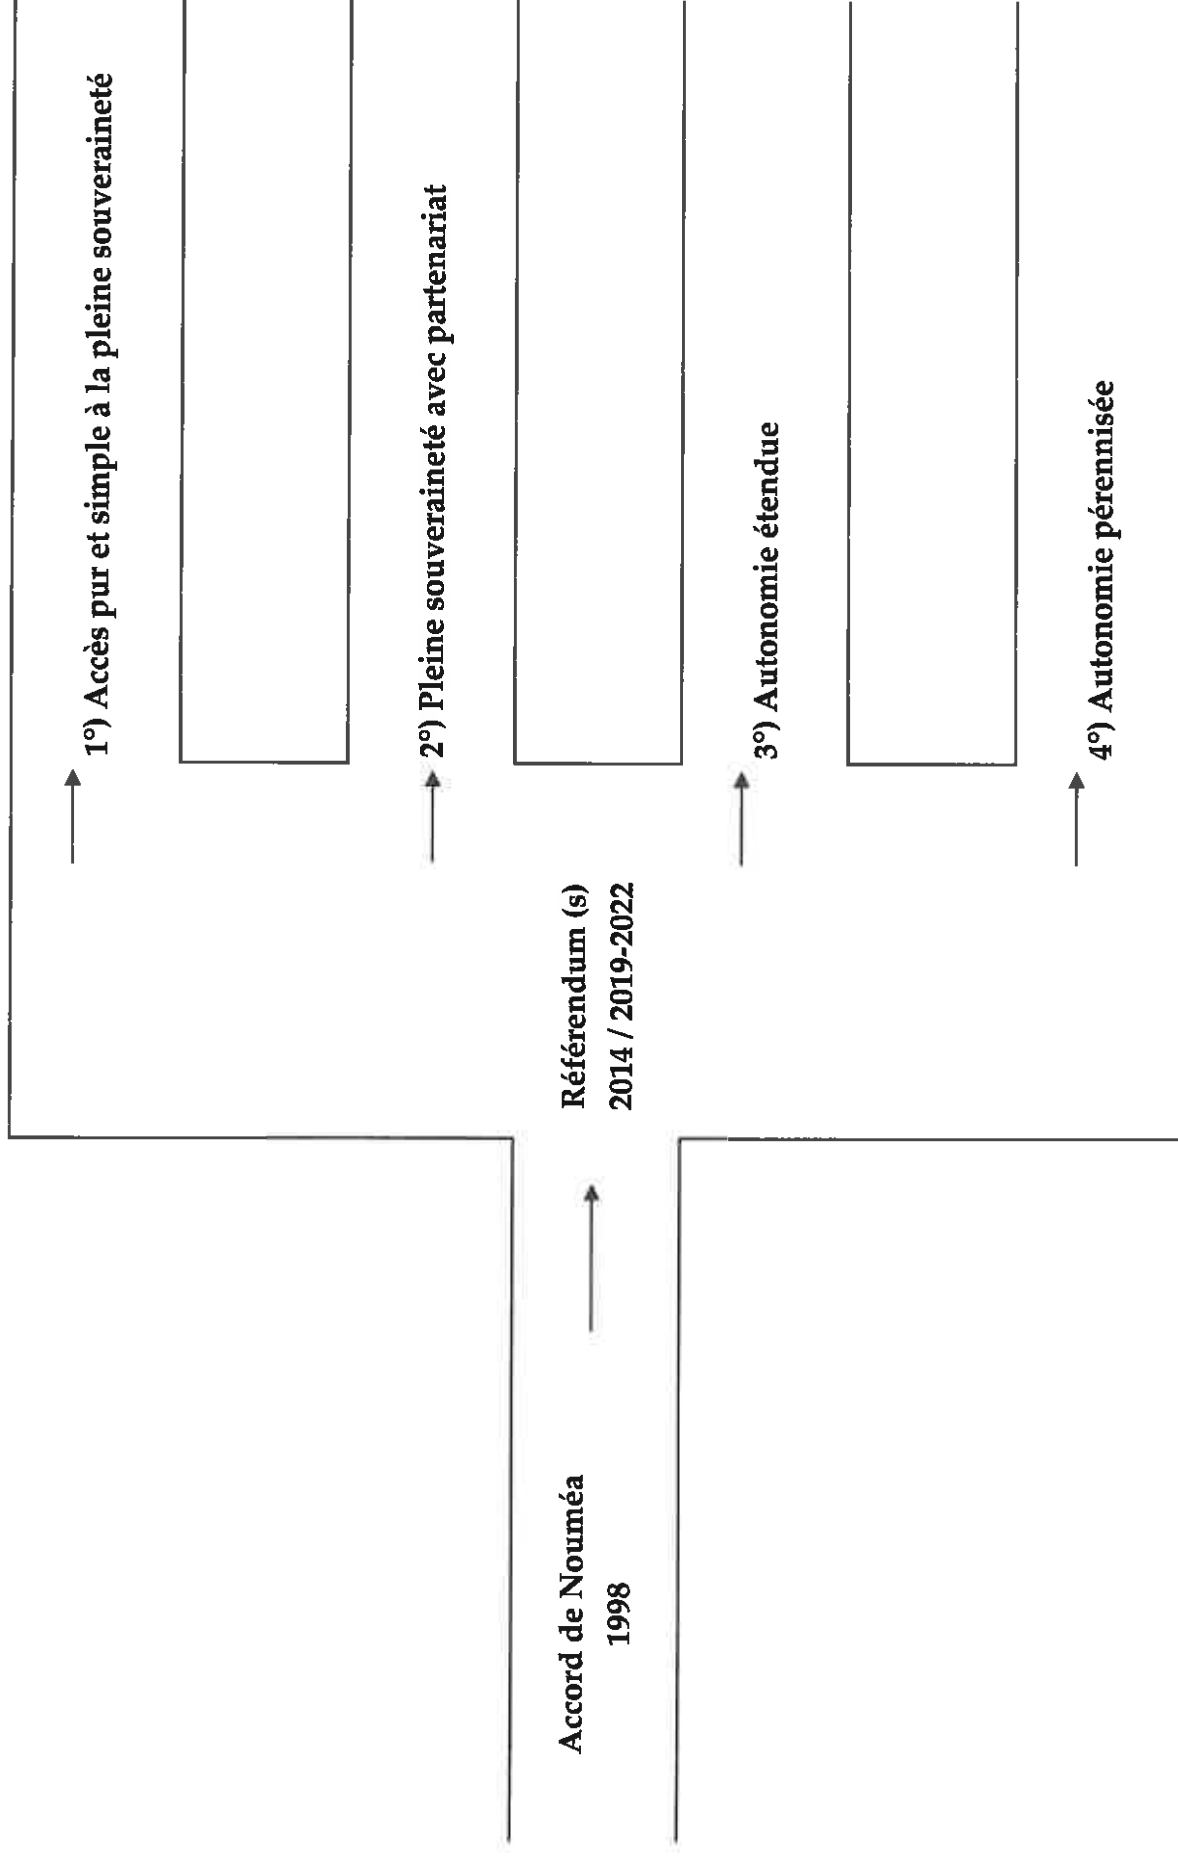 Accord de Nouméa
1998
Référendum (s)
2014 / 2019-2022
1°) Accès pur et simple à la pleine souveraineté
2°) Pleine souveraineté avec partenariat
3°) Autonomie étendue
4°) Autonomie pérennisée